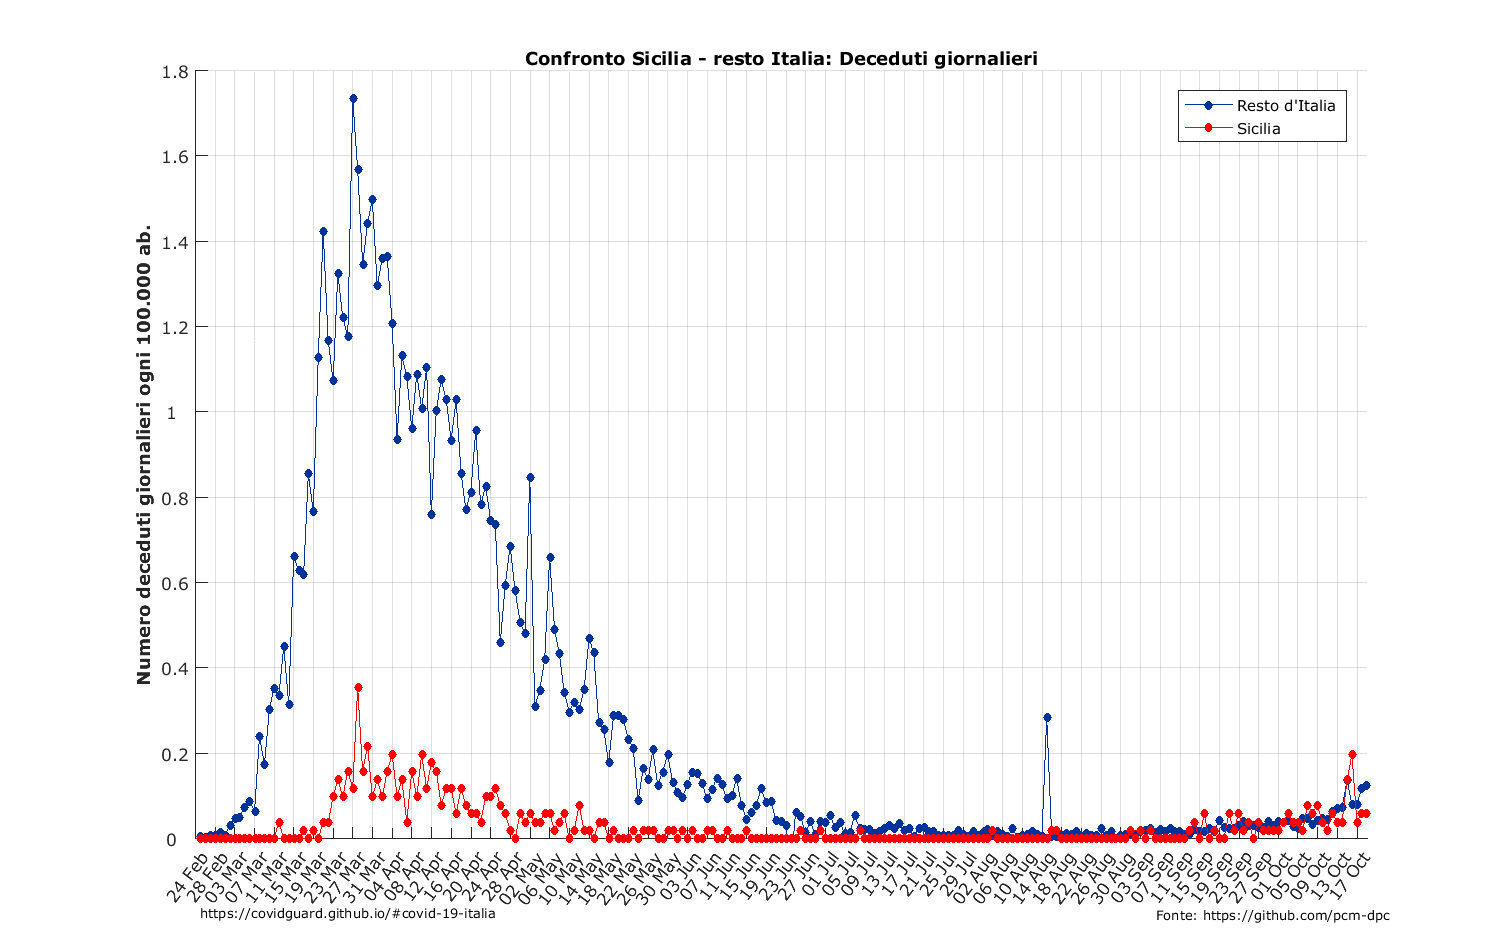 Confronto Sicilia - resto Italia: Deceduti giornalieri
Numero deceduti giornalieri ogni 100.000 ab.
1.8
1.6
1.4
1.2
1
0.8
0.6
0.4
0.2
0
Resto d'Italia
Sicilia
24 Feb
28 Feb
03 Mar
07 Mar
11 Mar
15 Mar
19 Mar
23 Mar
27 Mar
31 Mar
04 Apr
08 Apr
12 Apr
16 Apr
20 Apr
24 Apr
28 Apr
02 May
06 May
10 May
14 May
18 May
22 May
26 May
30 May
03 Jun
07 Jun
11 Jun
15 Jun
19 Jun
23 Jun
27 Jun
01 Jul
05 Jul
09 Jul
13 Jul
17 Jul
21 Jul
25 Jul
29 Jul
02 Aug
06 Aug
10 Aug
14 Aug
18 Aug
22 Aug
26 Aug
30 Aug
03 Sep
07 Sep
11 Sep
15 Sep
19 Sep
23 Sep
27 Sep
01 Oct
05 Oct
09 Oct
13 Oct
17 Oct
https://covidguard.github.io/#covid-19-italia
Fonte: https://github.com/pcm-dpc